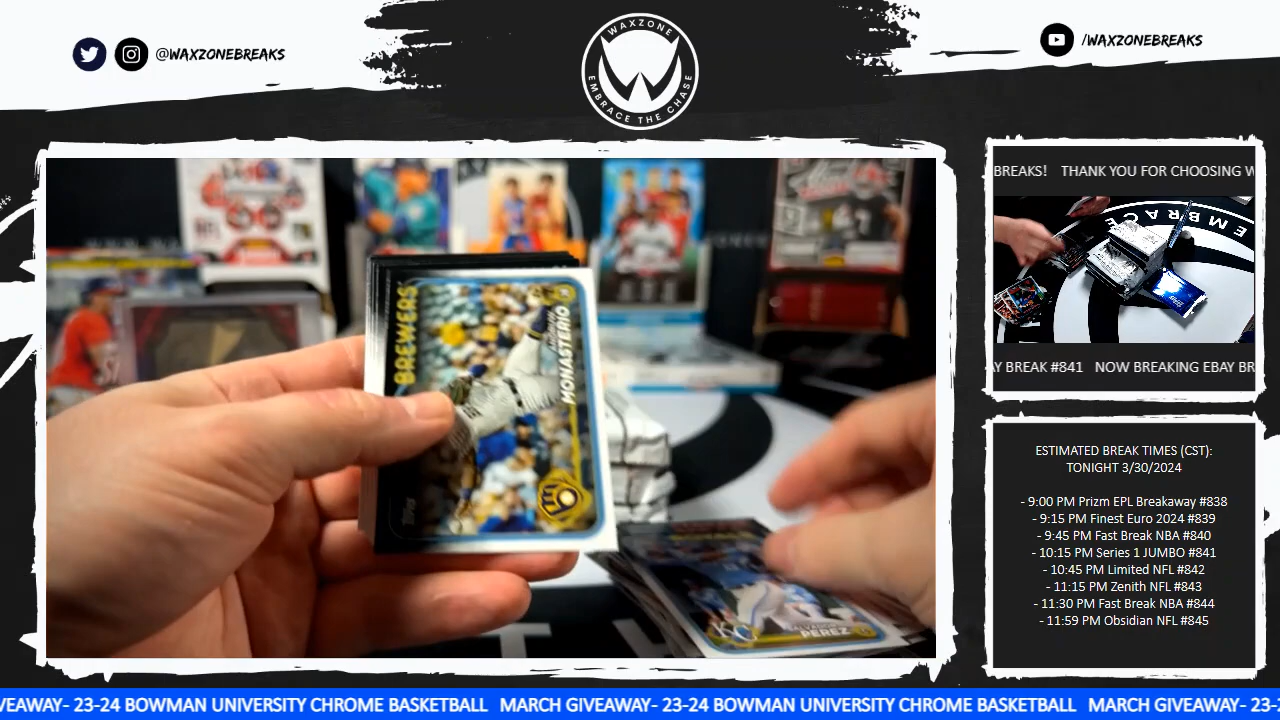 @WAXZONEBREAKS
WAXZONE
EMBRACE THE CHASE
/WAXZONEBREAKS
BREAKS! THANK YOU FOR CHOOSING W
EMBRACE
Y BREAK #841 NOW BREAKING EBAY BR
BREWERS
MONASTERIO
KC
PEREZ
NFL
ESTIMATED BREAK TIMES (CST):
TONIGHT 3/30/2024
- 9:00 PM Prizm EPL Breakaway #838
- 9:15 PM Finest Euro 2024 #839
- 9:45 PM Fast Break NBA #840
- 10:15 PM Series 1 JUMBO #841
- 10:45 PM Limited NFL #842
- 11:15 PM Zenith NFL #843
- 11:30 PM Fast Break NBA #844
- 11:59 PM Obsidian NFL #845
VEAWAY- 23-24 BOWMAN UNIVERSITY CHROME BASKETBALL MARCH GIVEAWAY- 23-24 BOWMAN UNIVERSITY CHROME BASKETBALL MARCH GIVEAWAY- 23-2